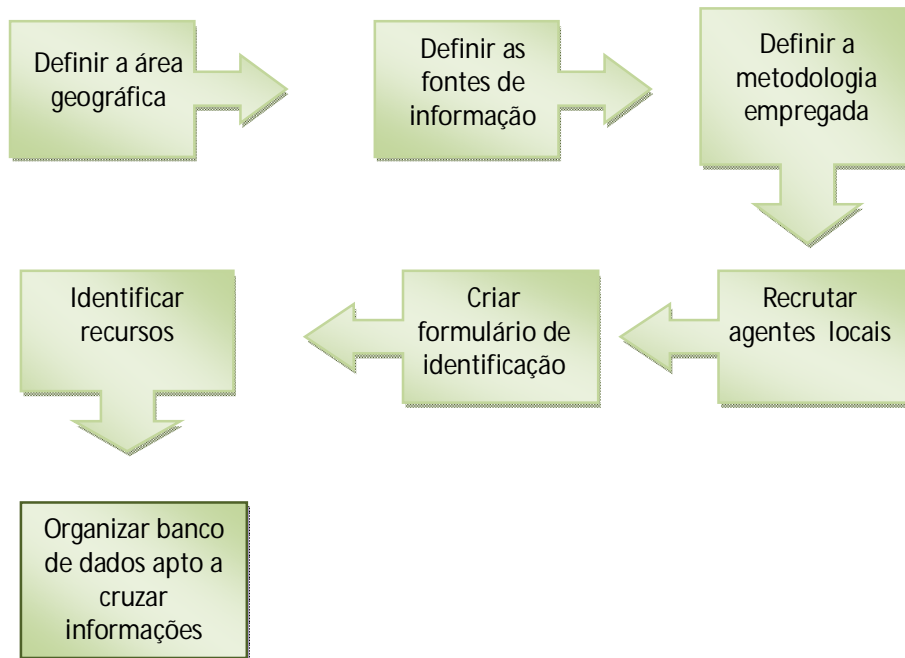 Definir a área
geográfica
Definir as
fontes de
informação
Definir a
metodologia
empregada
Recrutar
agentes locais
Criar
formulário de
identificação
Identificar
recursos
Organizar banco
de dados apto a
cruzar
informações